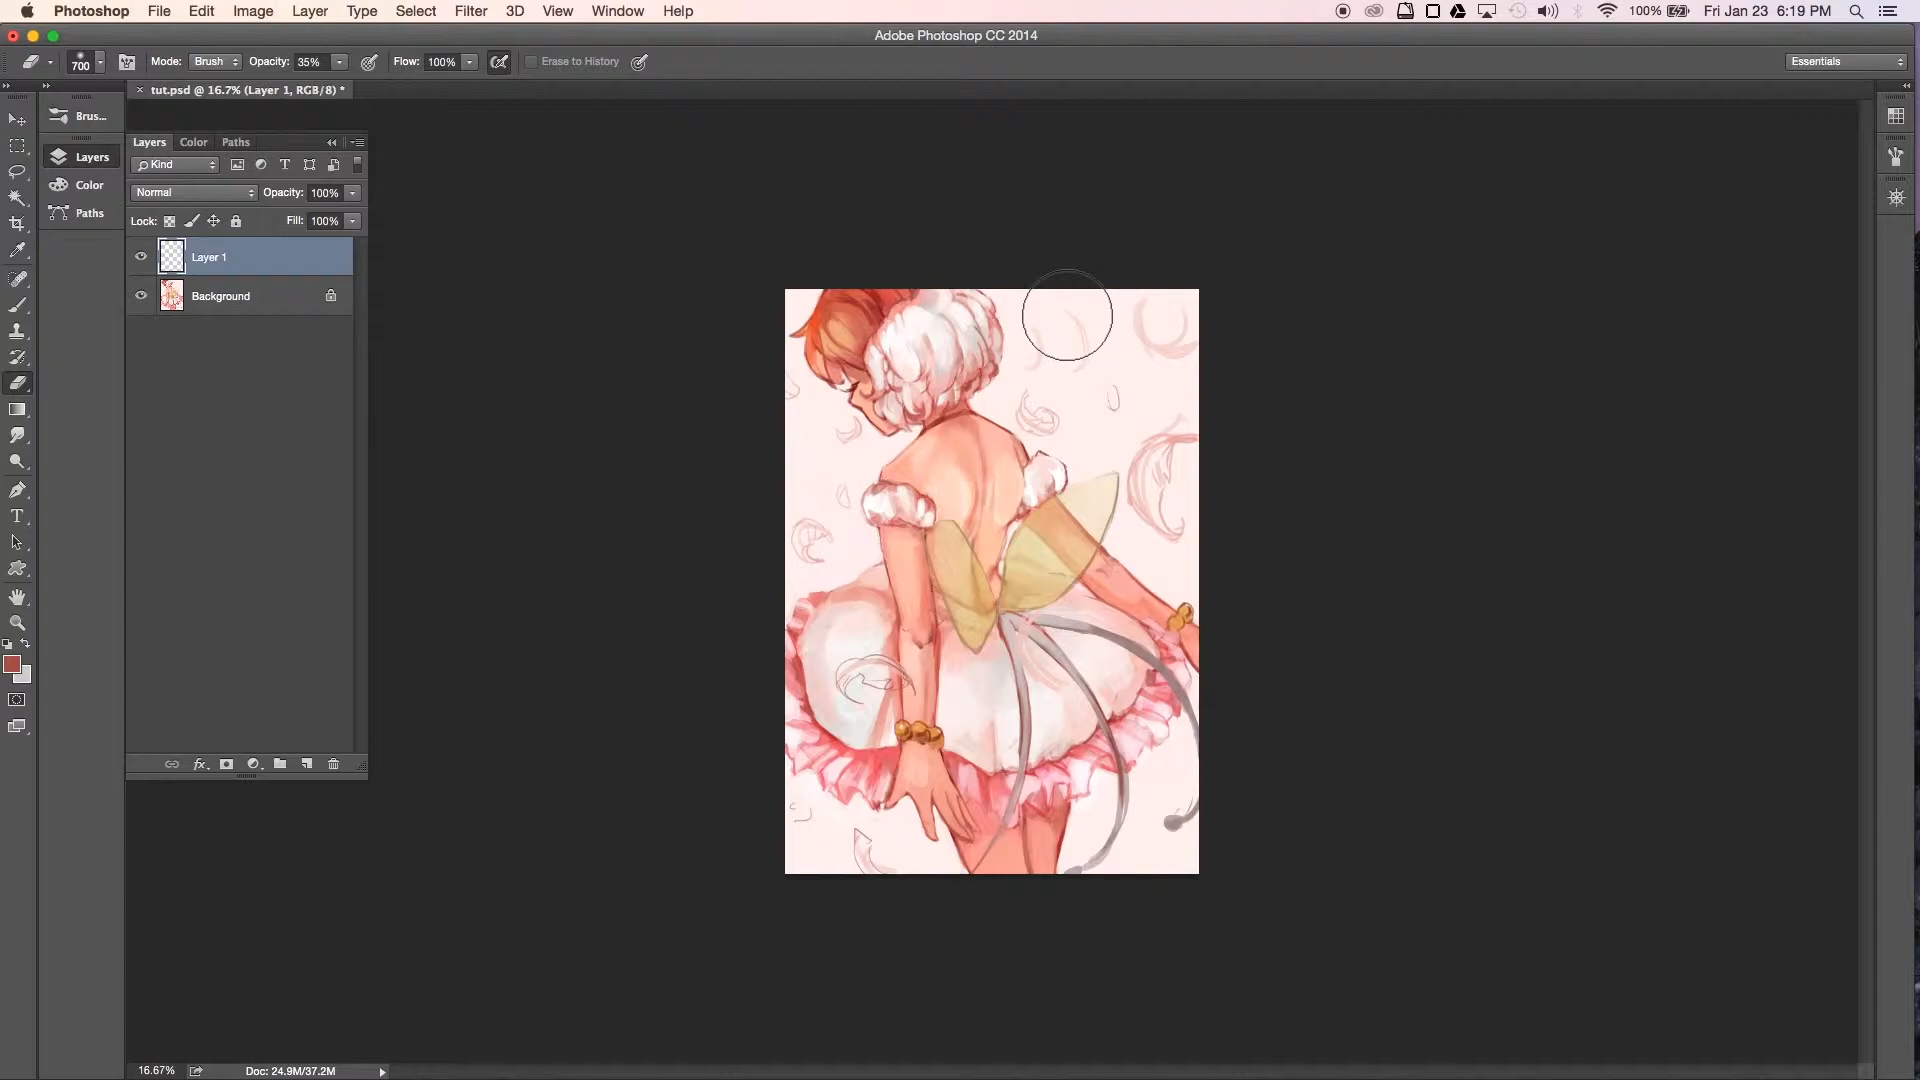 Photoshop File Edit Image Layer Type Select Filter 3D View Window Help 100% Fri Jan 23 6:19 PM
Adobe Photoshop CC 2014
700 Mode: Brush Opacity: 35% Flow: 100% Erase to History Essentials
tut.psd @ 16.7% (Layer 1, RGB/8) *
Brus...
Layers Color Paths
Layers
Kind
Color
Normal Opacity: 100%
Paths
Lock: Fill: 100%
Layer 1
Background
16.67% Doc: 24.9M/37.2M